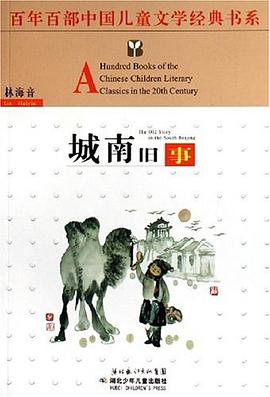 百年百部中国儿童文学经典书系
林海音
Lin Haiyin
A Hundred Books of the
Chinese Children Literary
Classics in the 20th Century
The Old Story
in the South Beijing
城南旧事
湖北少年儿童出版社
HUBEI CHILDREN'S PRESS